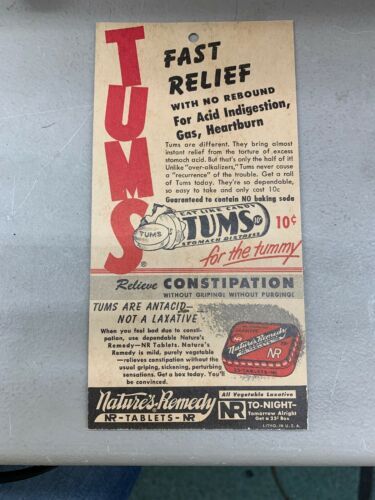 TUMS
®
FAST
RELIEF
WITH NO REBOUND
For Acid Indigestion,
Gas, Heartburn
Tums are different. They bring almost
instant relief from the torture of excess
stomach acid. But that's only the half of it!
Unlike "over-alkalizers," Tums never cause
a "recurrence" of the trouble. Get a roll
of Tums today. They're so dependable,
so easy to take and only cost 10c
Guaranteed to contain NO baking soda
EAT LIKE CANDY
TUMS
TUMS
10¢
STOMACH DISTRESS
10¢
for the tummy
Relieve CONSTIPATION
WITHOUT GRIPING! WITHOUT PURGING!
TUMS ARE ANTACID—
NOT A LAXATIVE
When you feel bad due to consti-
pation, use dependable Nature's
Remedy—NR Tablets. Nature's
Remedy is mild, purely vegetable
—relieves constipation without the
usual griping, sickening, perturbing
sensations. Get a box today. You'll
be convinced.
LAXATIVE
Nature's Remedy
NR
25 TABLETS
Nature's Remedy
NR -TABLETS- NR
All Vegetable Laxative
NR TO-NIGHT—
Tomorrow Alright
Get a 25¢ Box
LITHO. IN U. S. A.